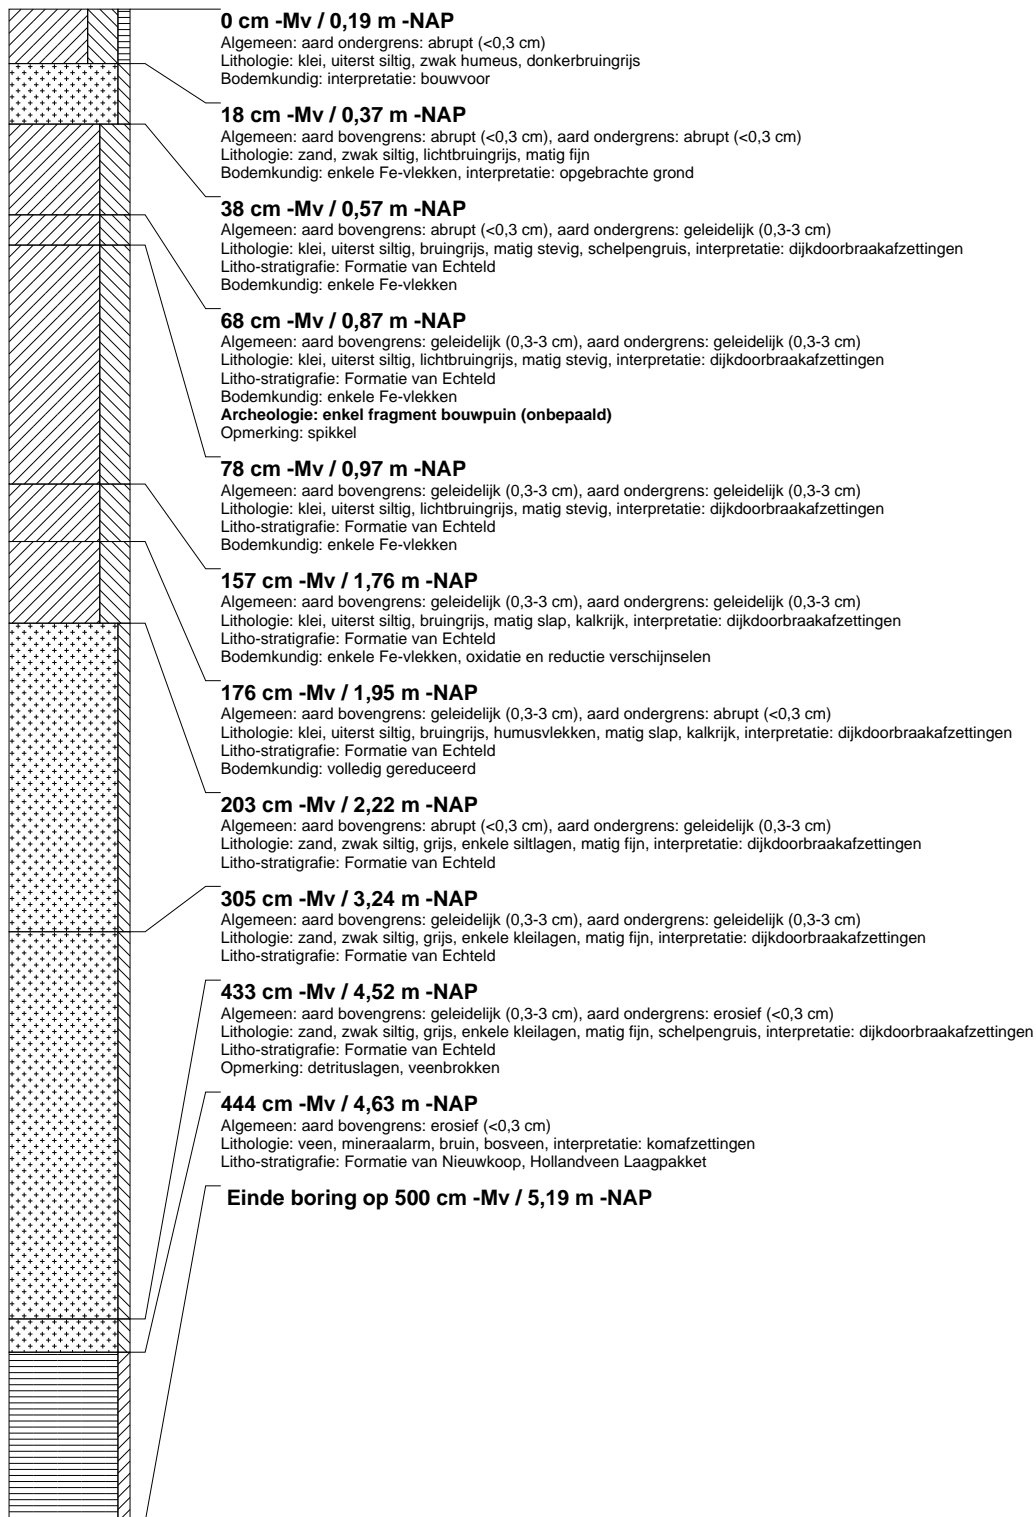 0 cm -Mv / 0,19 m -NAP
Algemeen: aard ondergrens: abrupt (<0,3 cm)
Lithologie: klei, uiterst siltig, zwak humeus, donkerbruingrijs
Bodemkundig: interpretatie: bouwvoor
18 cm -Mv / 0,37 m -NAP
Algemeen: aard bovengrens: abrupt (<0,3 cm), aard ondergrens: abrupt (<0,3 cm)
Lithologie: zand, zwak siltig, lichtbruingrijs, matig fijn
Bodemkundig: enkele Fe-vlekken, interpretatie: opgebrachte grond
38 cm -Mv / 0,57 m -NAP
Algemeen: aard bovengrens: abrupt (<0,3 cm), aard ondergrens: geleidelijk (0,3-3 cm)
Lithologie: klei, uiterst siltig, bruingrijs, matig stevig, schelpengruis, interpretatie: dijkdoorbraakafzettingen
Litho-stratigrafie: Formatie van Echteld
Bodemkundig: enkele Fe-vlekken
68 cm -Mv / 0,87 m -NAP
Algemeen: aard bovengrens: geleidelijk (0,3-3 cm), aard ondergrens: geleidelijk (0,3-3 cm)
Lithologie: klei, uiterst siltig, lichtbruingrijs, matig stevig, interpretatie: dijkdoorbraakafzettingen
Litho-stratigrafie: Formatie van Echteld
Bodemkundig: enkele Fe-vlekken
Archeologie: enkel fragment bouwpuin (onbepaald)
Opmerking: spikkel
78 cm -Mv / 0,97 m -NAP
Algemeen: aard bovengrens: geleidelijk (0,3-3 cm), aard ondergrens: geleidelijk (0,3-3 cm)
Lithologie: klei, uiterst siltig, lichtbruingrijs, matig stevig, interpretatie: dijkdoorbraakafzettingen
Litho-stratigrafie: Formatie van Echteld
Bodemkundig: enkele Fe-vlekken
157 cm -Mv / 1,76 m -NAP
Algemeen: aard bovengrens: geleidelijk (0,3-3 cm), aard ondergrens: geleidelijk (0,3-3 cm)
Lithologie: klei, uiterst siltig, bruingrijs, matig slap, kalkrijk, interpretatie: dijkdoorbraakafzettingen
Litho-stratigrafie: Formatie van Echteld
Bodemkundig: enkele Fe-vlekken, oxidatie en reductie verschijnselen
176 cm -Mv / 1,95 m -NAP
Algemeen: aard bovengrens: geleidelijk (0,3-3 cm), aard ondergrens: abrupt (<0,3 cm)
Lithologie: klei, uiterst siltig, bruingrijs, humusvlekken, matig slap, kalkrijk, interpretatie: dijkdoorbraakafzettingen
Litho-stratigrafie: Formatie van Echteld
Bodemkundig: volledig gereduceerd
203 cm -Mv / 2,22 m -NAP
Algemeen: aard bovengrens: abrupt (<0,3 cm), aard ondergrens: geleidelijk (0,3-3 cm)
Lithologie: zand, zwak siltig, grijs, enkele siltlagen, matig fijn, interpretatie: dijkdoorbraakafzettingen
Litho-stratigrafie: Formatie van Echteld
305 cm -Mv / 3,24 m -NAP
Algemeen: aard bovengrens: geleidelijk (0,3-3 cm), aard ondergrens: geleidelijk (0,3-3 cm)
Lithologie: zand, zwak siltig, grijs, enkele kleilagen, matig fijn, interpretatie: dijkdoorbraakafzettingen
Litho-stratigrafie: Formatie van Echteld
433 cm -Mv / 4,52 m -NAP
Algemeen: aard bovengrens: geleidelijk (0,3-3 cm), aard ondergrens: erosief (<0,3 cm)
Lithologie: zand, zwak siltig, grijs, enkele kleilagen, matig fijn, schelpengruis, interpretatie: dijkdoorbraakafzettingen
Litho-stratigrafie: Formatie van Echteld
Opmerking: detrituslagen, veenbrokken
444 cm -Mv / 4,63 m -NAP
Algemeen: aard bovengrens: erosief (<0,3 cm)
Lithologie: veen, mineraalarm, bruin, bosveen, interpretatie: komafzettingen
Litho-stratigrafie: Formatie van Nieuwkoop, Hollandveen Laagpakket
Einde boring op 500 cm -Mv / 5,19 m -NAP